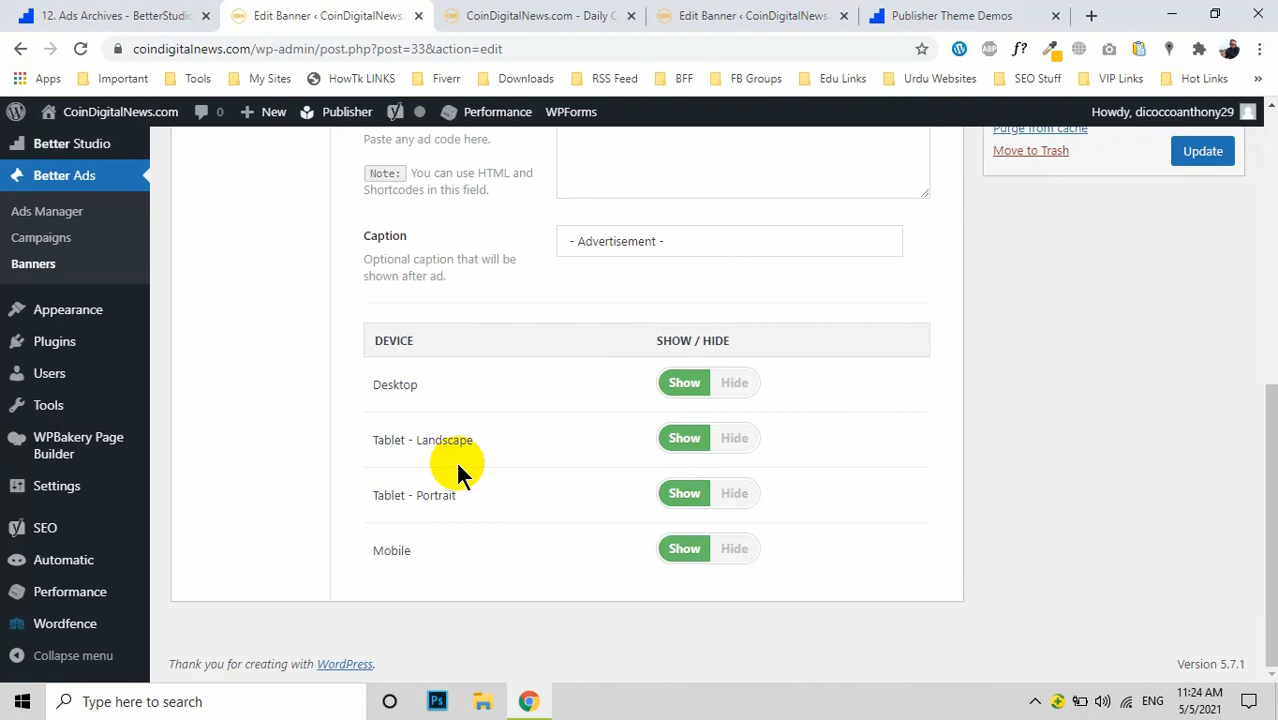 12. Ads Archives - BetterStudi
Edit Banner ‹ CoinDigitalNews.
CoinDigitalNews.com - Daily C
Edit Banner ‹ CoinDigitalNews.
Publisher Theme Demos
coindigitalnews.com/wp-admin/post.php?post=33&action=edit
Apps
Important
Tools
My Sites
HowTk LINKS
Fiverr
Downloads
RSS Feed
BFF
FB Groups
Edu Links
Urdu Websites
SEO Stuff
VIP Links
Hot Links
CoinDigitalNews.com
0
New
Publisher
Performance
WPForms
Howdy, dicoccoanthony29
Better Studio
Better Ads
Ads Manager
Campaigns
Banners
Appearance
Plugins
Users
Tools
WPBakery Page
Builder
Settings
SEO
Automatic
Performance
Wordfence
Collapse menu
Paste any ad code here.
Note: You can use HTML and
Shortcodes in this field.
Caption
Optional caption that will be
shown after ad.
- Advertisement -
DEVICE SHOW / HIDE
Desktop Show Hide
Tablet - Landscape Show Hide
Tablet - Portrait Show Hide
Mobile Show Hide
Purge from cache
Move to Trash
Update
Thank you for creating with WordPress.
Version 5.7.1
Type here to search
Ps
ENG
11:24 AM
5/5/2021